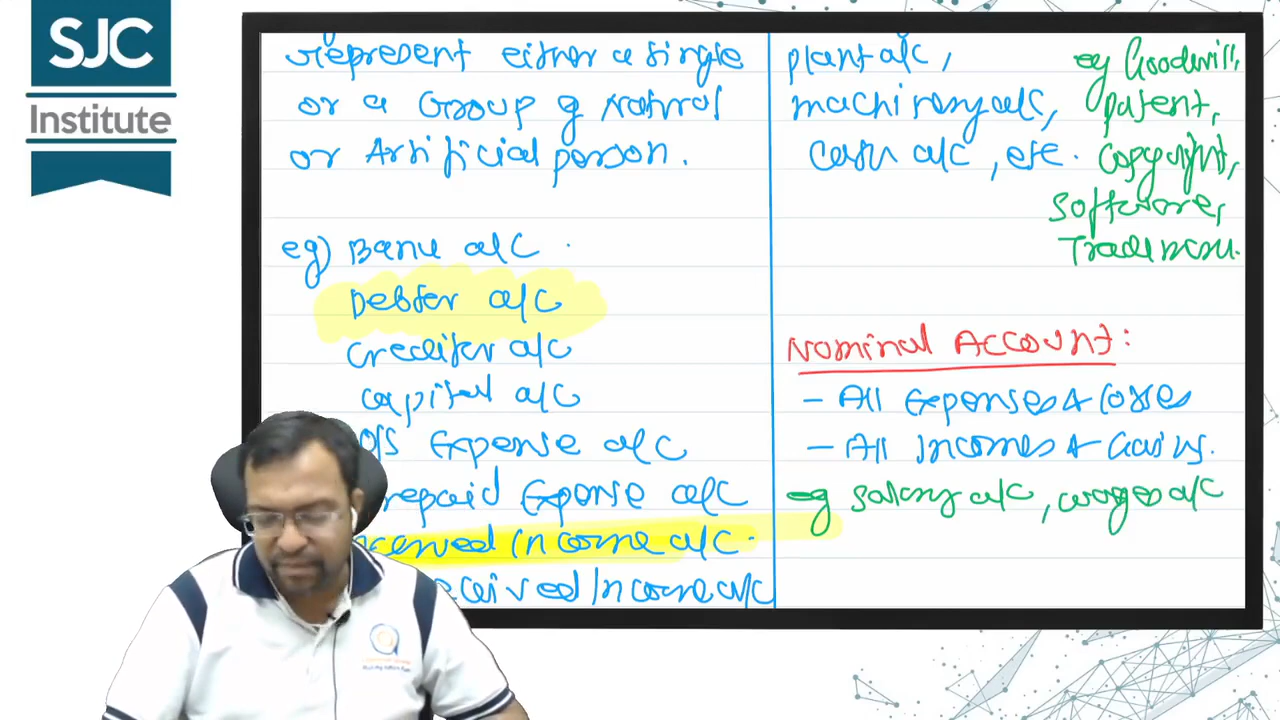 SJC
Institute
represent either a single
or a Group of Natural
or Artificial person.
eg) Bank a/c
Debtor a/c
creditor a/c
capital a/c
O/S Expense a/c
repaid Expense a/c
Income a/c.
eceived Income a/c
plant a/c,
machinery a/c,
cash a/c, etc.
eg Goodwill,
patent,
copyright,
Software,
Trademark.
Nominal Account:
- All Expenses & Losses
- All Incomes & Gains.
eg salary a/c, wages a/c